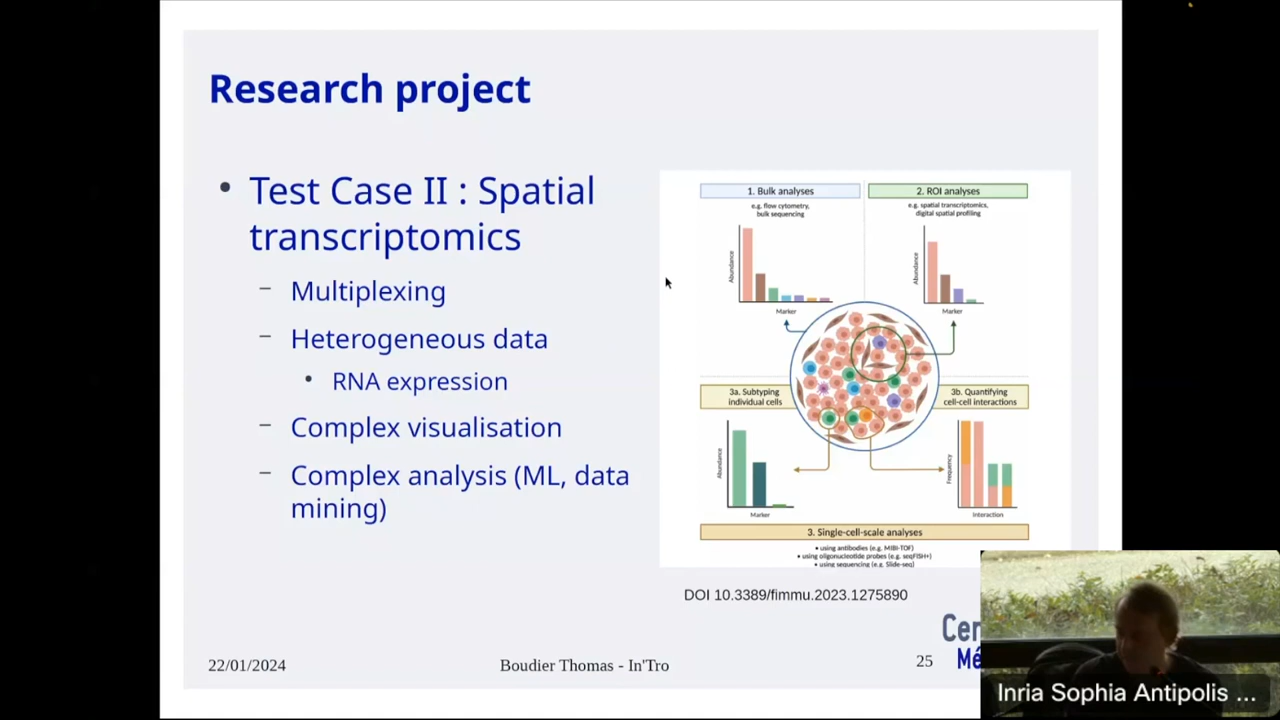 Research project
• Test Case II : Spatial
transcriptomics
– Multiplexing
– Heterogeneous data
• RNA expression
– Complex visualisation
– Complex analysis (ML, data
mining)
1. Bulk analyses
e.g. flow cytometry,
bulk sequencing
Abundance
Marker
2. ROI analyses
e.g. spatial transcriptomics,
digital spatial profiling
Abundance
Marker
3a. Subtyping
individual cells
Abundance
Marker
3b. Quantifying
cell-cell interactions
Frequency
Interaction
3. Single-cell-scale analyses
• using antibodies (e.g. MIBI-TOF)
• using oligonucleotide probes (e.g. seqFISH+)
• using sequencing (e.g. Slide-seq)
DOI 10.3389/fimmu.2023.1275890
22/01/2024
Boudier Thomas - In'Tro
25
Cen
Mé
Inria Sophia Antipolis ...